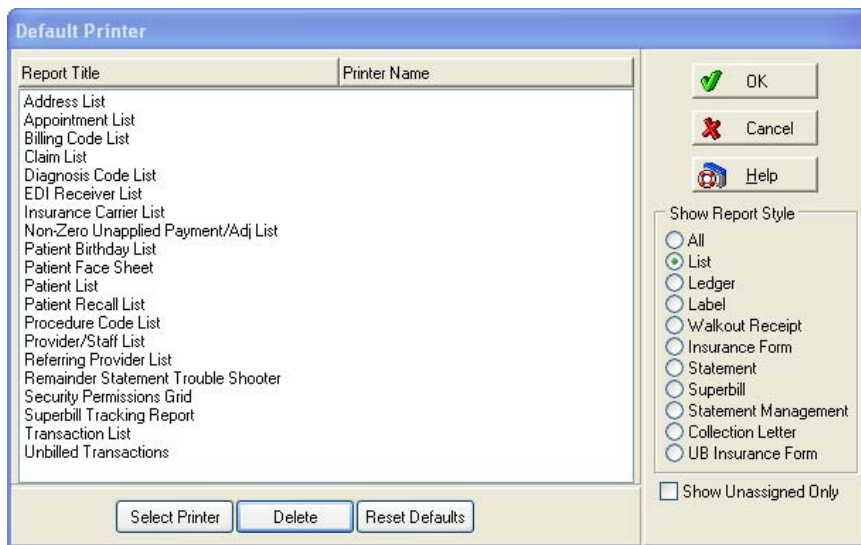 Default Printer
Report Title Printer Name
Address List
Appointment List
Billing Code List
Claim List
Diagnosis Code List
EDI Receiver List
Insurance Carrier List
Non-Zero Unapplied Payment/Adj List
Patient Birthday List
Patient Face Sheet
Patient List
Patient Recall List
Procedure Code List
Provider/Staff List
Referring Provider List
Remainder Statement Trouble Shooter
Security Permissions Grid
Superbill Tracking Report
Transaction List
Unbilled Transactions
Select Printer Delete Reset Defaults
OK
Cancel
Help
Show Report Style
All
List
Ledger
Label
Walkout Receipt
Insurance Form
Statement
Superbill
Statement Management
Collection Letter
UB Insurance Form
Show Unassigned Only